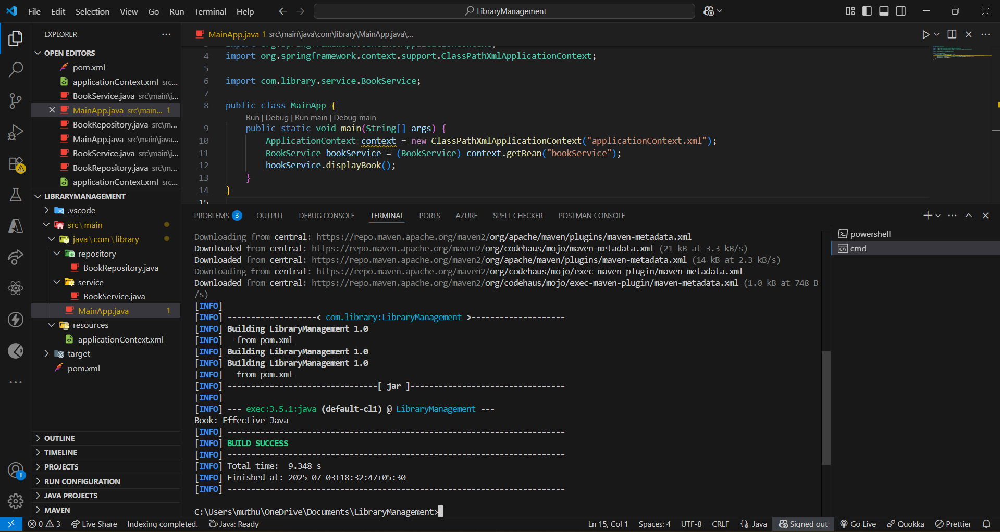 File Edit Selection View Go Run Terminal Help
LibraryManagement
EXPLORER
OPEN EDITORS
pom.xml
applicationContext.xml src...
BookService.java src\main\j...
MainApp.java src\main... 1
BookRepository.java src\m...
MainApp.java src\main\java...
BookService.java src\main\j...
BookRepository.java src\m...
applicationContext.xml src...
LIBRARYMANAGEMENT
.vscode
src\main
java\com\library
repository
BookRepository.java
service
BookService.java
MainApp.java 1
resources
applicationContext.xml
target
pom.xml
OUTLINE
TIMELINE
PROJECTS
RUN CONFIGURATION
JAVA PROJECTS
MAVEN
MainApp.java 1 src\main\java\com\library\MainApp.java\...
3 import org.springframework.context.ApplicationContext;
4 import org.springframework.context.support.ClassPathXmlApplicationContext;
5
6 import com.library.service.BookService;
7
8 public class MainApp {
Run | Debug | Run main | Debug main
9 public static void main(String[] args) {
10 ApplicationContext context = new ClassPathXmlApplicationContext("applicationContext.xml");
11 BookService bookService = (BookService) context.getBean("bookService");
12 bookService.displayBook();
13 }
14 }
15
PROBLEMS 3 OUTPUT DEBUG CONSOLE TERMINAL PORTS AZURE SPELL CHECKER POSTMAN CONSOLE
Downloading from central: https://repo.maven.apache.org/maven2/org/apache/maven/plugins/maven-metadata.xml
Downloaded from central: https://repo.maven.apache.org/maven2/org/codehaus/mojo/maven-metadata.xml (21 kB at 3.3 kB/s)
Downloaded from central: https://repo.maven.apache.org/maven2/org/apache/maven/plugins/maven-metadata.xml (14 kB at 2.3 kB/s)
Downloading from central: https://repo.maven.apache.org/maven2/org/codehaus/mojo/exec-maven-plugin/maven-metadata.xml
Downloaded from central: https://repo.maven.apache.org/maven2/org/codehaus/mojo/exec-maven-plugin/maven-metadata.xml (1.0 kB at 748 B
/s)
[INFO]
[INFO] -------------------< com.library:LibraryManagement >--------------------
[INFO] Building LibraryManagement 1.0
[INFO]   from pom.xml
[INFO] Building LibraryManagement 1.0
[INFO] Building LibraryManagement 1.0
[INFO]   from pom.xml
[INFO] --------------------------------[ jar ]---------------------------------
[INFO]
[INFO] --- exec:3.5.1:java (default-cli) @ LibraryManagement ---
Book: Effective Java
[INFO] ------------------------------------------------------------------------
[INFO] BUILD SUCCESS
[INFO] ------------------------------------------------------------------------
[INFO] Total time:  9.348 s
[INFO] Finished at: 2025-07-03T18:32:47+05:30
[INFO] ------------------------------------------------------------------------
C:\Users\muthu\OneDrive\Documents\LibraryManagement>
powershell
cmd
1
0 3 Live Share Indexing completed. Java: Ready
Ln 15, Col 1 Spaces: 4 UTF-8 CRLF {} Java Signed out Go Live Quokka Prettier